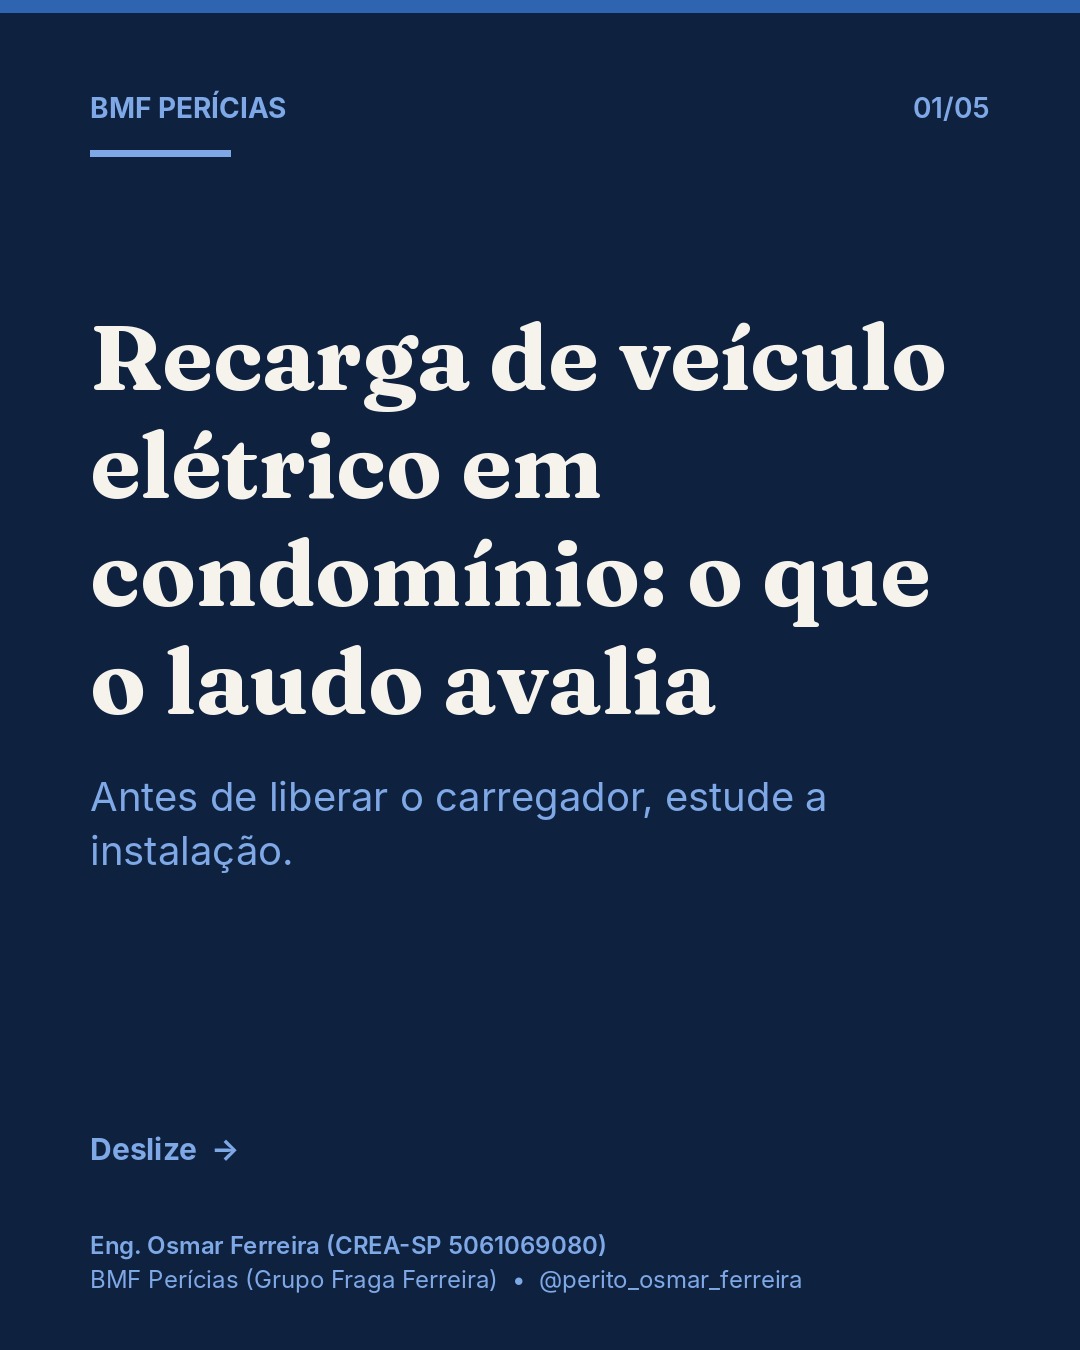 BMF PERÍCIAS
01/05
Recarga de veículo
elétrico em
condomínio: o que
o laudo avalia
Antes de liberar o carregador, estude a
instalação.
Deslize →
Eng. Osmar Ferreira (CREA-SP 5061069080)
BMF Perícias (Grupo Fraga Ferreira) • @perito_osmar_ferreira